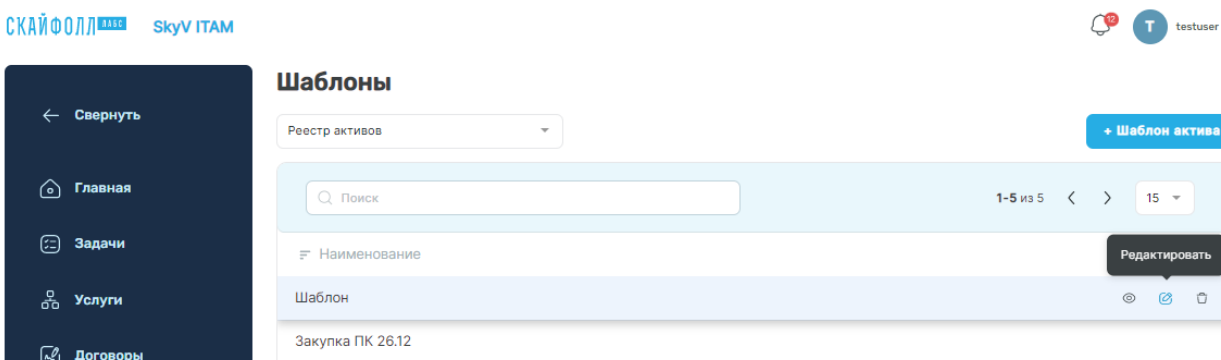 СКАЙФОЛЛ ЛАБС SkyV ITAM
12
T testuser
Шаблоны
Свернуть
Реестр активов
+ Шаблон актива
Главная
Поиск
1-5 из 5
15
Задачи
Наименование
Редактировать
Услуги
Шаблон
Закупка ПК 26.12
Договоры